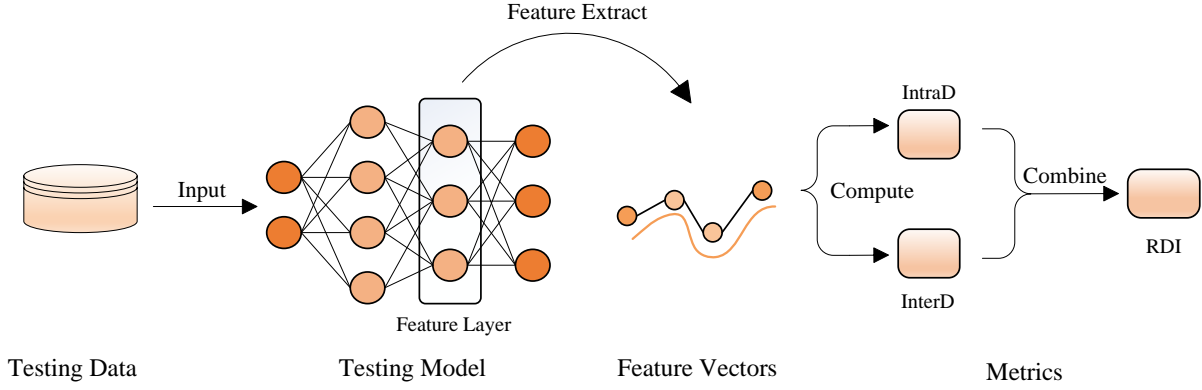 Feature Extract
IntraD
Input
Compute
Combine
RDI
InterD
Feature Layer
Testing Data
Testing Model
Feature Vectors
Metrics